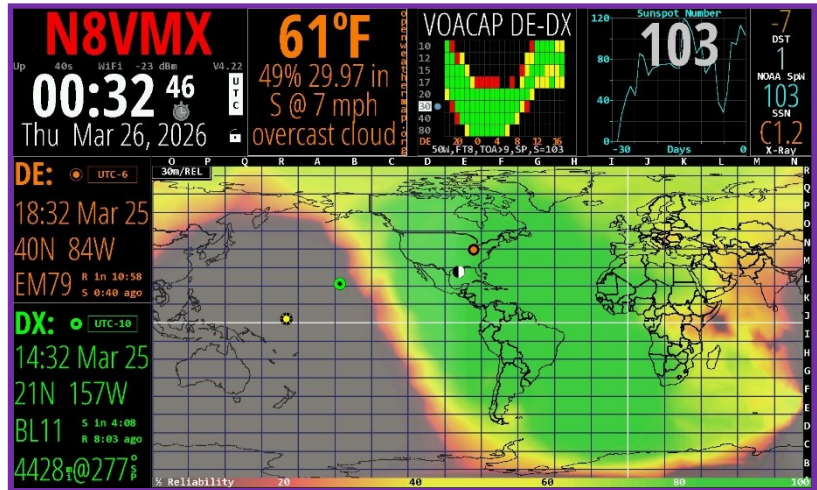 N8VMX
Up 40s WiFi -23 dBm V4.22
00:32 46
UTC
Thu Mar 26, 2026
61ºF
49% 29.97 in
S @ 7 mph
overcast cloud
openweathermap.org
VOACAP DE-DX
10
12
15
17
20
30
40
80
DE 20 0 4 8 12 16
50W,FT8,TOA>9,SP,S=103
Sunspot Number
120
80
40
0
103
-30 Days 0
-7
DST
1
NOAA SpW
103
SSN
C1.2
X-Ray
DE: UTC-6
18:32 Mar 25
40N 84W
EM79 R in 10:58
S 0:40 ago
DX: UTC-10
14:32 Mar 25
21N 157W
BL11 S in 4:08
R 8:03 ago
4428mi@277°SP
O P Q R A B C D E F G H I J K L M N
30m/REL
R
Q
P
O
N
M
L
K
J
I
H
G
F
E
D
C
B
% Reliability 20 40 60 80 100